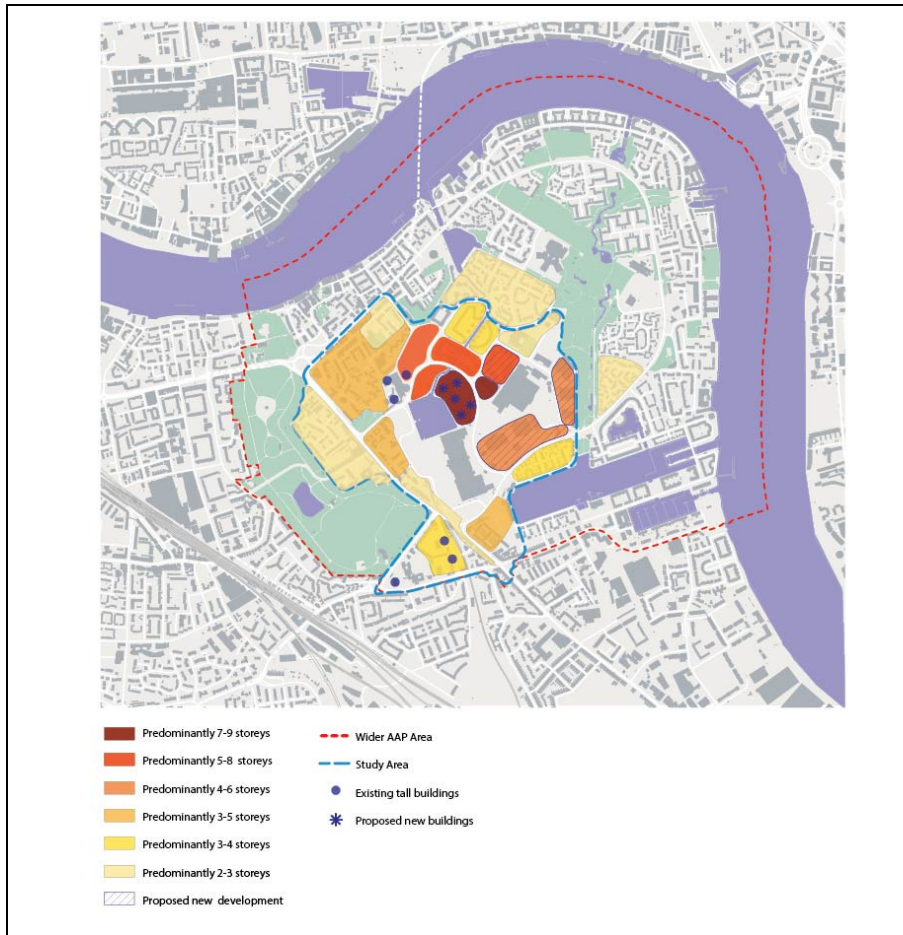 Predominantly 7-9 storeys
Predominantly 5-8 storeys
Predominantly 4-6 storeys
Predominantly 3-5 storeys
Predominantly 3-4 storeys
Predominantly 2-3 storeys
Proposed new development
Wider AAP Area
Study Area
Existing tall buildings
Proposed new buildings